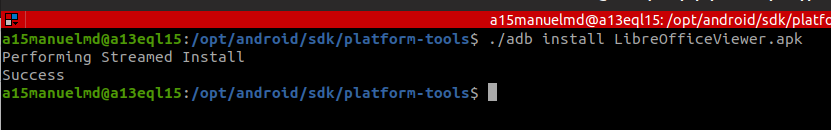 a15manuelmd@a13eql15: /opt/android/sdk/platfo
a15manuelmd@a13eql15:/opt/android/sdk/platform-tools$ ./adb install LibreOfficeViewer.apk
Performing Streamed Install
Success
a15manuelmd@a13eql15:/opt/android/sdk/platform-tools$